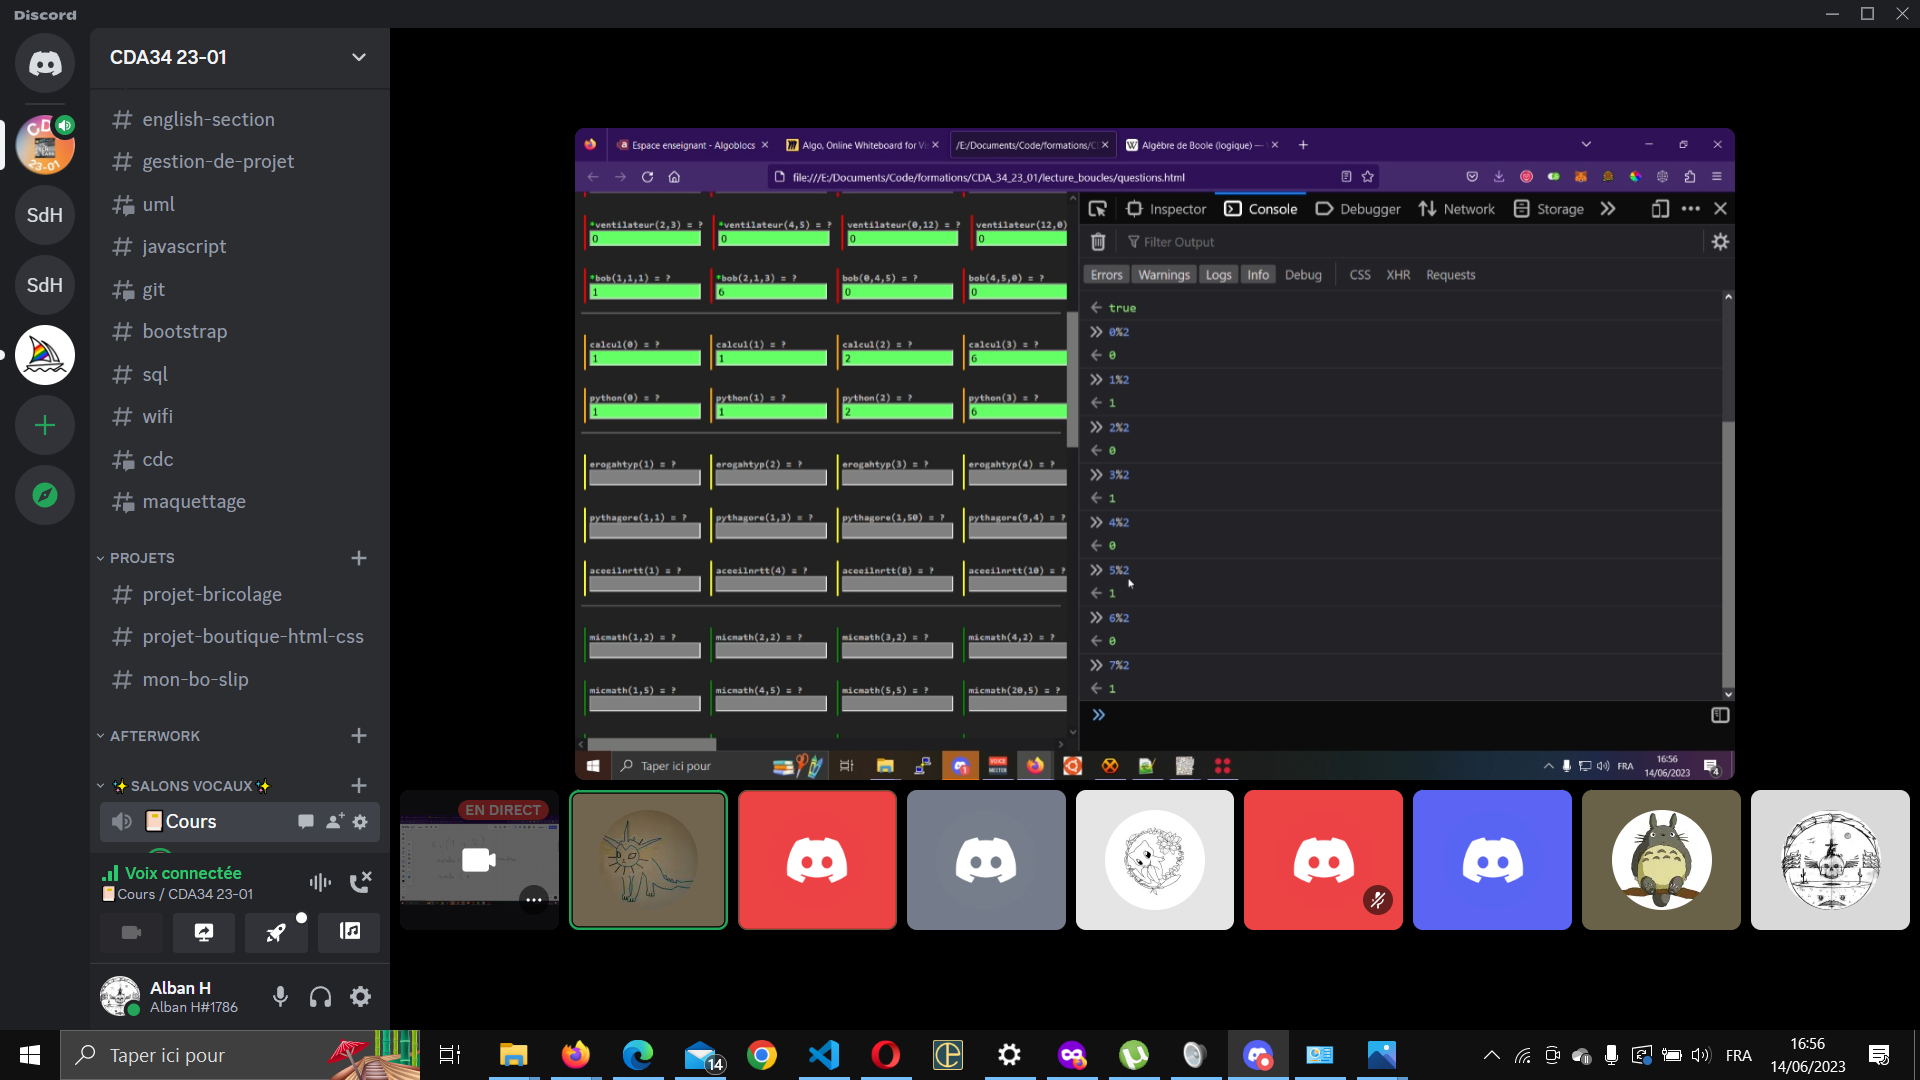 Discord
CDA34 23-01
english-section
gestion-de-projet
uml
javascript
git
bootstrap
sql
wifi
cdc
maquettage
PROJETS
projet-bricolage
projet-boutique-html-css
mon-bo-slip
AFTERWORK
✨ SALONS VOCAUX ✨
Cours
Voix connectée
Cours / CDA34 23-01
Alban H
Alban H#1786
SdH
SdH
Espace enseignant - Algoblocs
Algo, Online Whiteboard for Vi
/E:/Documents/Code/formations/C
Algèbre de Boole (logique) —
file:///E:/Documents/Code/formations/CDA_34_23_01/lecture_boucles/questions.html
*ventilateur(2,3) = ? *ventilateur(4,5) = ? ventilateur(0,12) = ? ventilateur(12,0)
0 0 0 0
*bob(1,1,1) = ? *bob(2,1,3) = ? bob(0,4,5) = ? bob(4,5,0) = ?
1 6 0 0
calcul(0) = ? calcul(1) = ? calcul(2) = ? calcul(3) = ?
1 1 2 6
python(0) = ? python(1) = ? python(2) = ? python(3) = ?
1 1 2 6
erogahtyp(1) = ? erogahtyp(2) = ? erogahtyp(3) = ? erogahtyp(4) = ?
pythagore(1,1) = ? pythagore(1,3) = ? pythagore(1,50) = ? pythagore(9,4) = ?
aceeilnrtt(1) = ? aceeilnrtt(4) = ? aceeilnrtt(8) = ? aceeilnrtt(10) = ?
micmath(1,2) = ? micmath(2,2) = ? micmath(3,2) = ? micmath(4,2) = ?
micmath(1,5) = ? micmath(4,5) = ? micmath(5,5) = ? micmath(20,5) = ?
Inspector Console Debugger Network Storage
Filter Output
Errors Warnings Logs Info Debug CSS XHR Requests
true
0%2
0
1%2
1
2%2
0
3%2
1
4%2
0
5%2
1
6%2
0
7%2
1
Taper ici pour
FRA
16:56
14/06/2023
4
EN DIRECT
Taper ici pour
14
FRA
16:56
14/06/2023